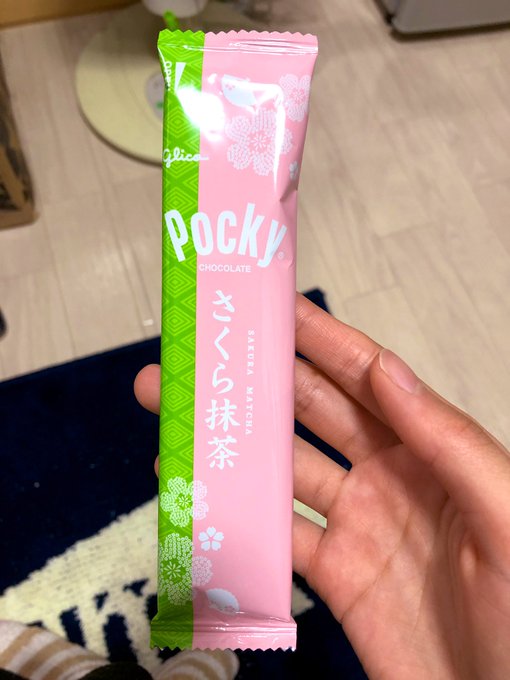 Glico
Pocky
CHOCOLATE
さくら抹茶
SAKURA MATCHA